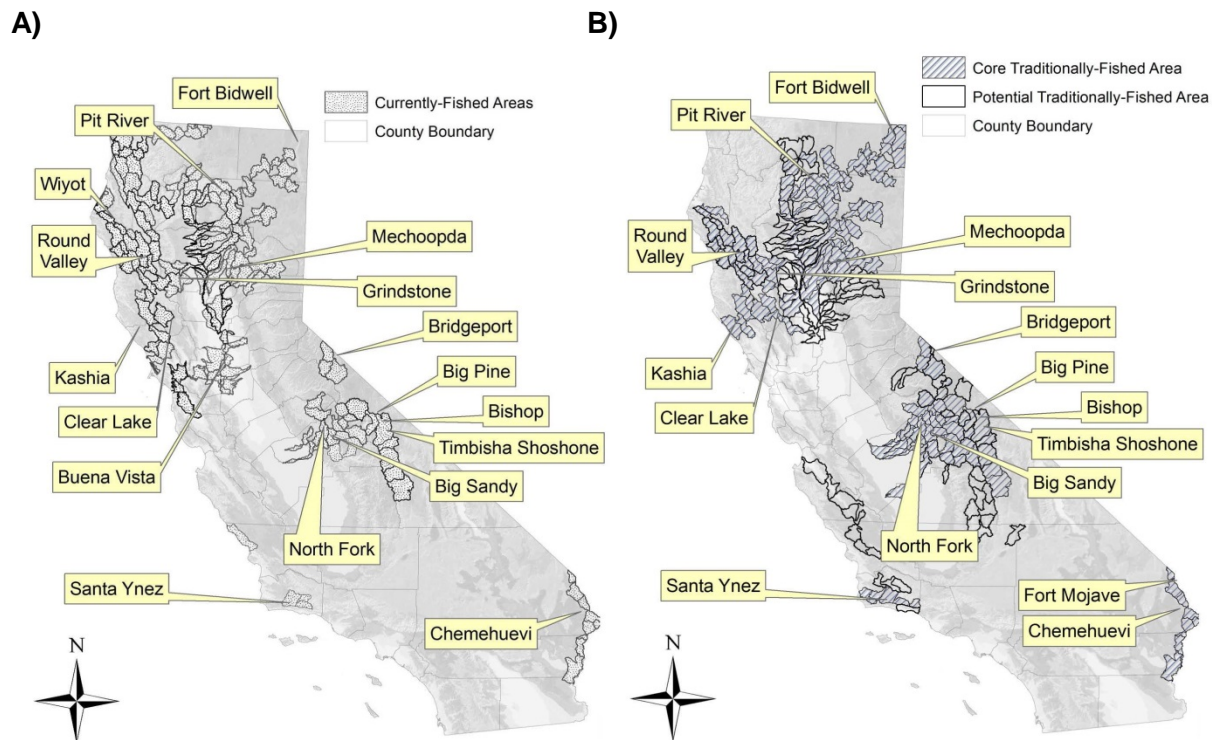 A)
Fort Bidwell
Pit River
Currently-Fished Areas
County Boundary
Wiyot
Round
Valley
Mechoopda
Grindstone
Bridgeport
Kashia
Big Pine
Clear Lake
Bishop
Timbisha Shoshone
Buena Vista
Big Sandy
North Fork
Santa Ynez
Chemehuevi
N
B)
Core Traditionally-Fished Area
Potential Traditionally-Fished Area
County Boundary
Fort Bidwell
Pit River
Round
Valley
Mechoopda
Grindstone
Bridgeport
Kashia
Big Pine
Clear Lake
Bishop
Timbisha Shoshone
Big Sandy
North Fork
Santa Ynez
Fort Mojave
Chemehuevi
N